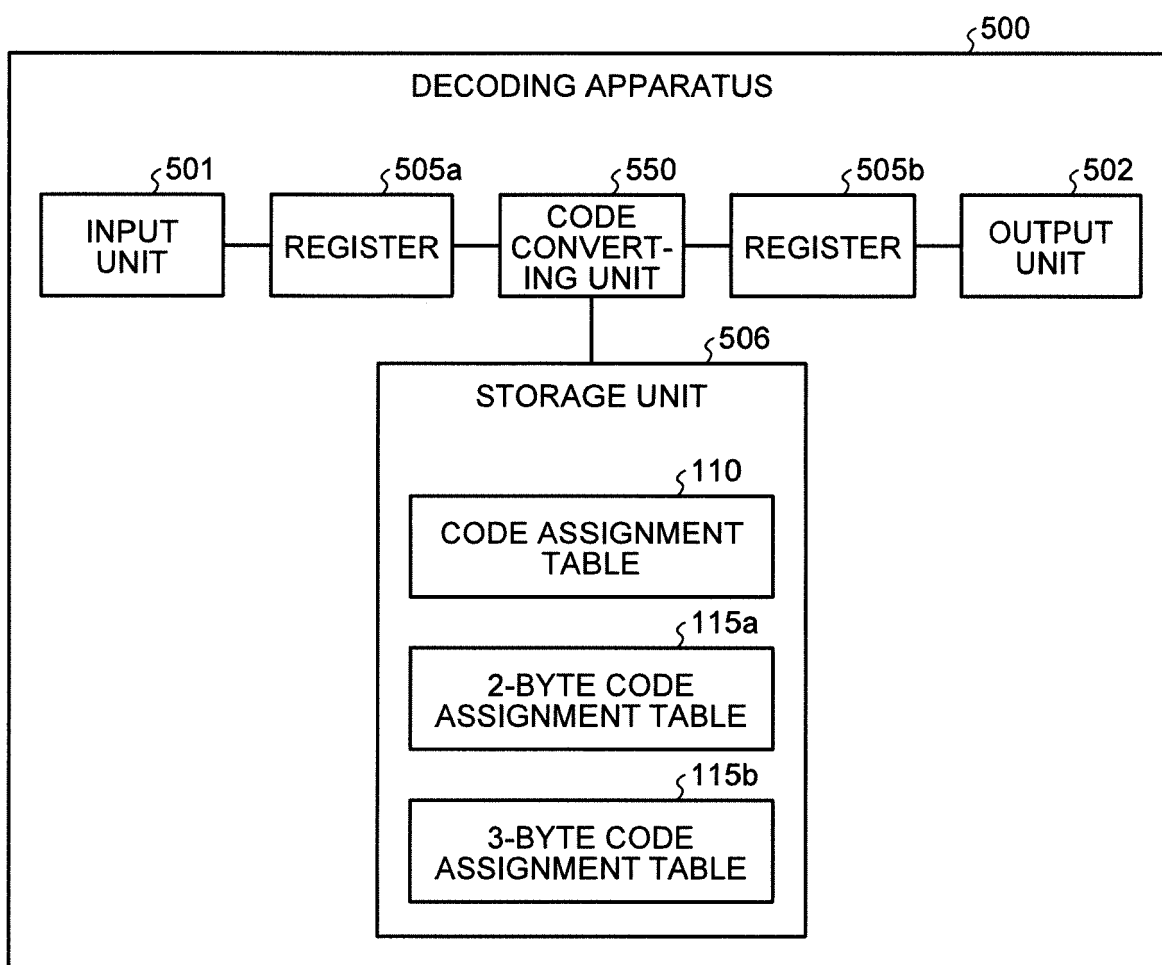 500
DECODING APPARATUS
501
505a
550
505b
502
INPUT
UNIT
REGISTER
CODE
CONVERT-
ING UNIT
REGISTER
OUTPUT
UNIT
506
STORAGE UNIT
110
CODE ASSIGNMENT
TABLE
115a
2-BYTE CODE
ASSIGNMENT TABLE
115b
3-BYTE CODE
ASSIGNMENT TABLE